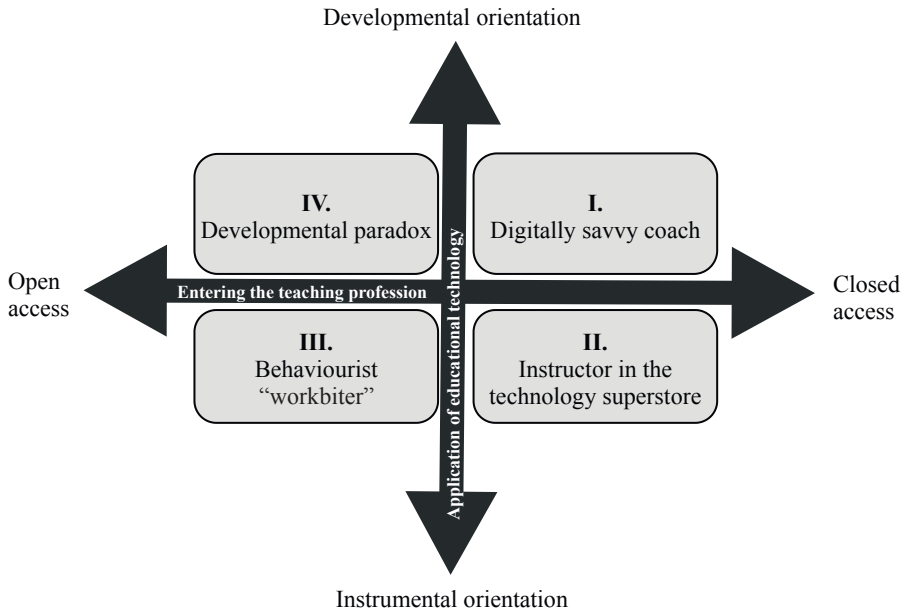 Developmental orientation
IV.
Developmental paradox
I.
Digitally savvy coach
Open
access
Entering the teaching profession
Application of educational technology
Closed
access
III.
Behaviourist
“workbiter”
II.
Instructor in the
technology superstore
Instrumental orientation